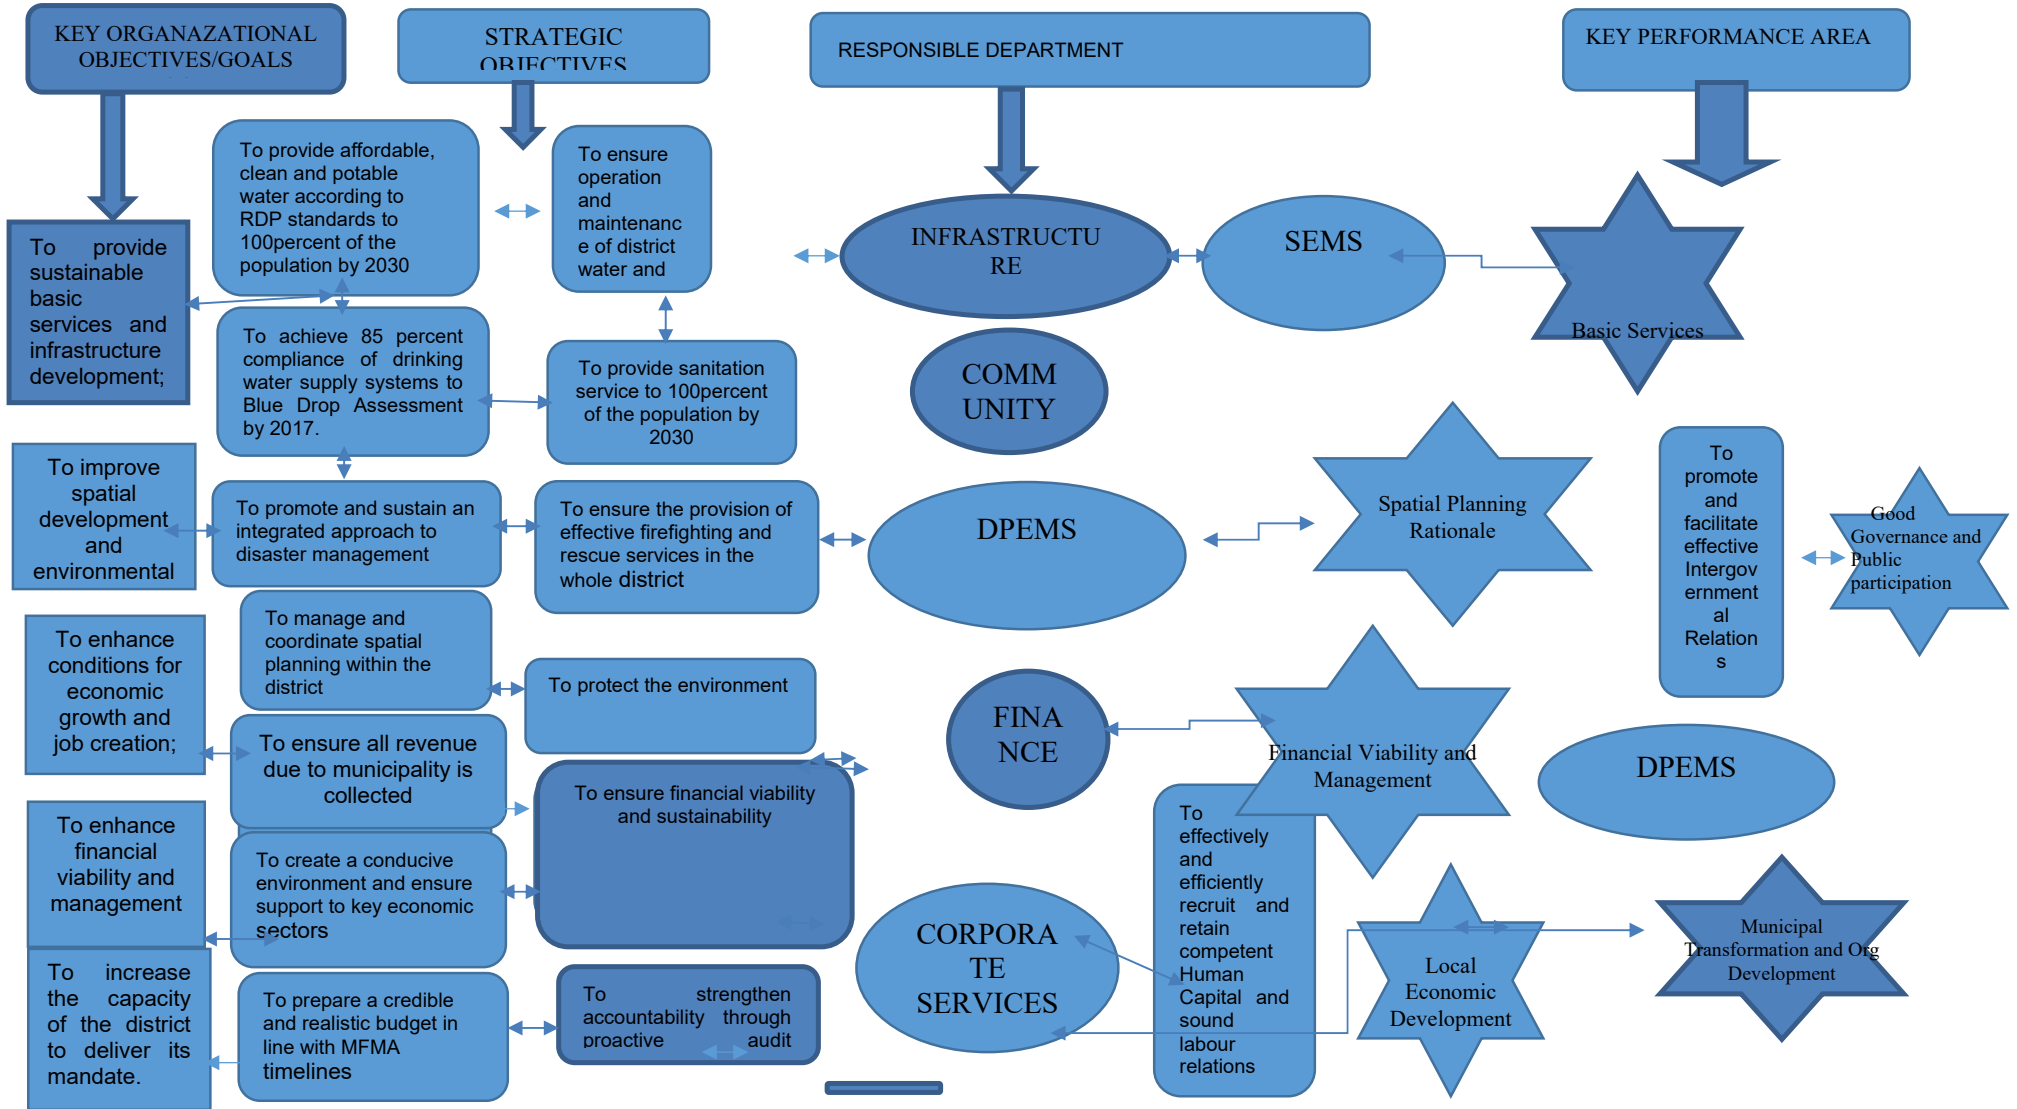 KEY ORGANAZATIONAL
OBJECTIVES/GOALS
STRATEGIC
OBJECTIVES
RESPONSIBLE DEPARTMENT
KEY PERFORMANCE AREA
To provide
sustainable
basic
services and
infrastructure
development;
To provide affordable,
clean and potable
water according to
RDP standards to
100percent of the
population by 2030
To ensure
operation
and
maintenanc
e of district
water and
INFRASTRUCTU
RE
SEMS
Basic Services
To achieve 85 percent
compliance of drinking
water supply systems to
Blue Drop Assessment
by 2017.
To provide sanitation
service to 100percent
of the population by
2030
COMM
UNITY
To improve
spatial
development
and
environmental
To promote and sustain an
integrated approach to
disaster management
To ensure the provision of
effective firefighting and
rescue services in the
whole district
DPEMS
Spatial Planning
Rationale
To
promote
and
facilitate
effective
Intergov
ernment
al
Relation
s
Good
Governance and
Public
participation
To enhance
conditions for
economic
growth and
job creation;
To manage and
coordinate spatial
planning within the
district
To protect the environment
FINA
NCE
Financial Viability and
Management
DPEMS
To ensure all revenue
due to municipality is
collected
To ensure financial viability
and sustainability
To enhance
financial
viability and
management
To create a conducive
environment and ensure
support to key economic
sectors
CORPORA
TE
SERVICES
To
effectively
and
efficiently
recruit and
retain
competent
Human
Capital and
sound
labour
relations
Local
Economic
Development
Municipal
Transformation and Org
Development
To increase
the capacity
of the district
to deliver its
mandate.
To prepare a credible
and realistic budget in
line with MFMA
timelines
To strengthen
accountability through
proactive audit